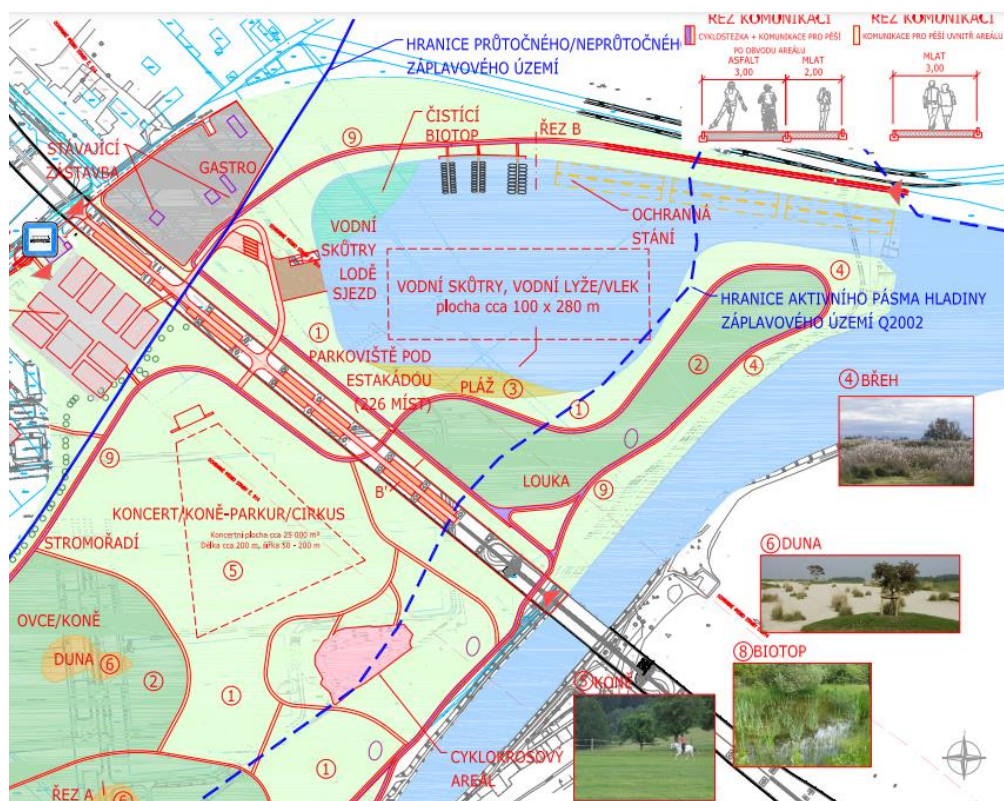 ŘEZ KOMUNIKACÍ
CYKLOSTEZKA + KOMUNIKACE PRO PĚŠÍ
PO OBVODU AREÁLU
ASFALT
3,00
MLAT
2,00
ŘEZ KOMUNIKACÍ
KOMUNIKACE PRO PĚŠÍ UVNITŘ AREÁLU
MLAT
3,00
HRANICE PRŮTOČNÉHO/NEPRŮTOČNÉHO
ZÁPLAVOVÉHO ÚZEMÍ
ČISTÍCÍ
BIOTOP
ŘEZ B
9
STÁVAJÍCÍ
ZÁSTAVBA
GASTRO
OCHRANNÁ
STÁNÍ
VODNÍ
SKŮTRY
LODĚ
SJEZD
VODNÍ SKŮTRY, VODNÍ LYŽE/VLEK
plocha cca 100 x 280 m
4
HRANICE AKTIVNÍHO PÁSMA HLADINY
ZÁPLAVOVÉHO ÚZEMÍ Q2002
1
PARKOVIŠTĚ POD
ESTAKÁDOU
(226 MÍST)
PLÁŽ 3
1
2
4
4 BŘEH
9
B'
LOUKA
9
KONCERT/KONĚ-PARKUR/CIRKUS
Koncertní plocha cca 25 000 m²
Délka cca 200 m, šířka 50 - 200 m
STROMOŘADÍ
5
6 DUNA
OVCE/KONĚ
DUNA 6
2
1
8 BIOTOP
5 KONĚ
CYKLOKROSOVÝ
AREÁL
1
ŘEZ A
6